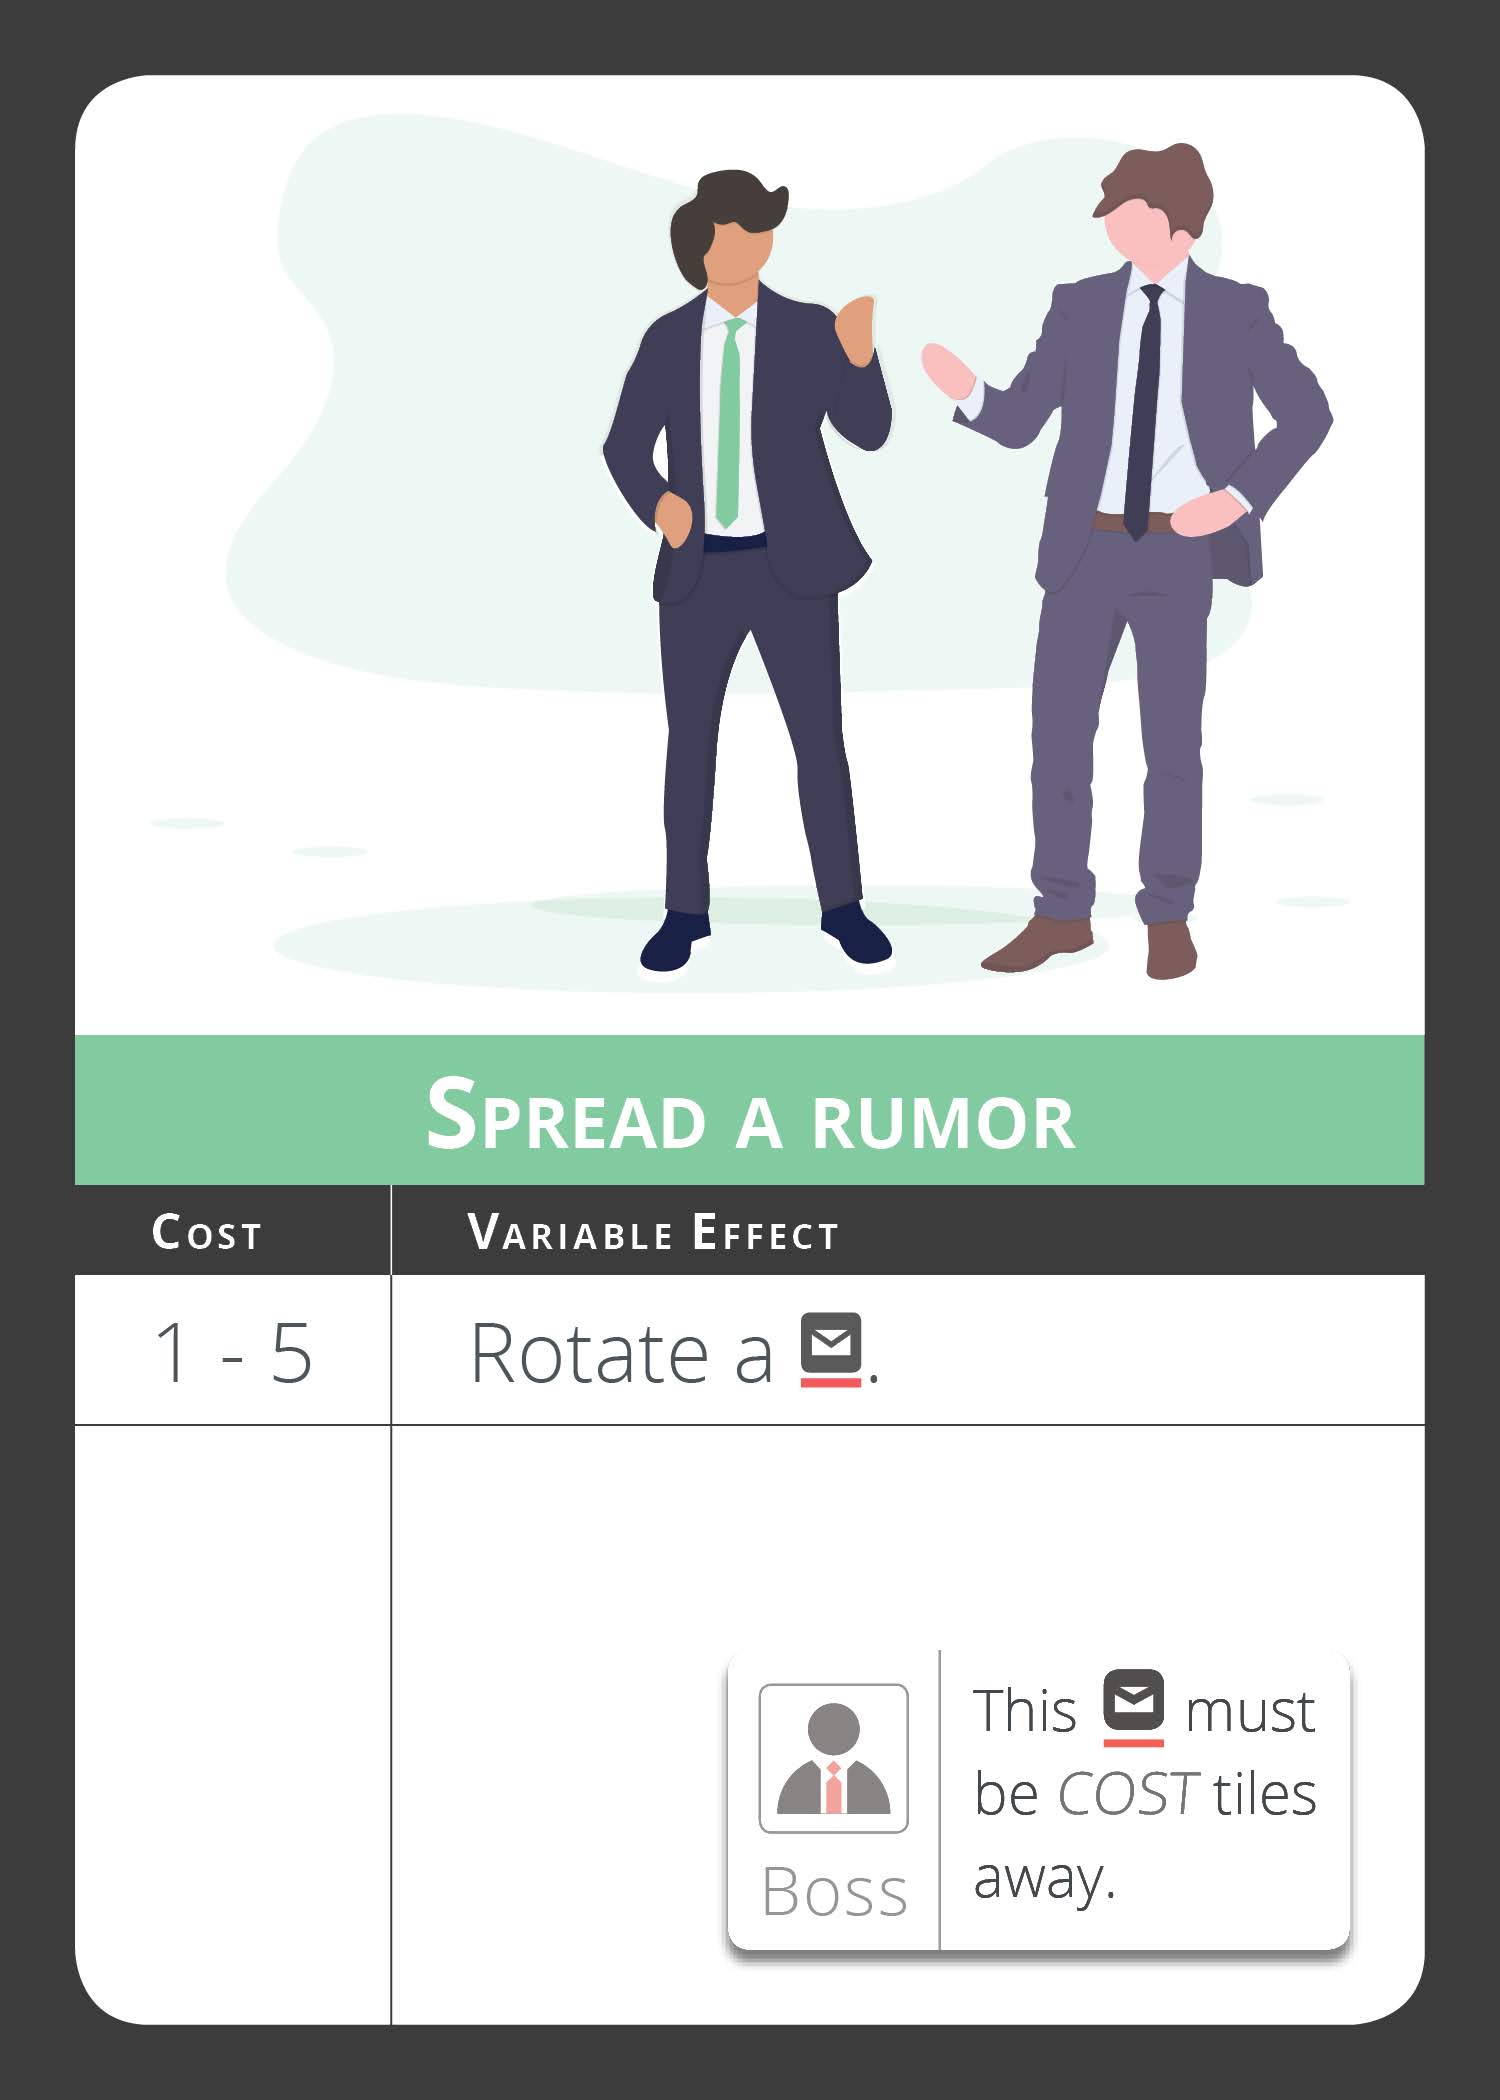 Spread a rumor
Cost
Variable Effect
1 - 5
Rotate a .
Boss
This must
be COST tiles
away.